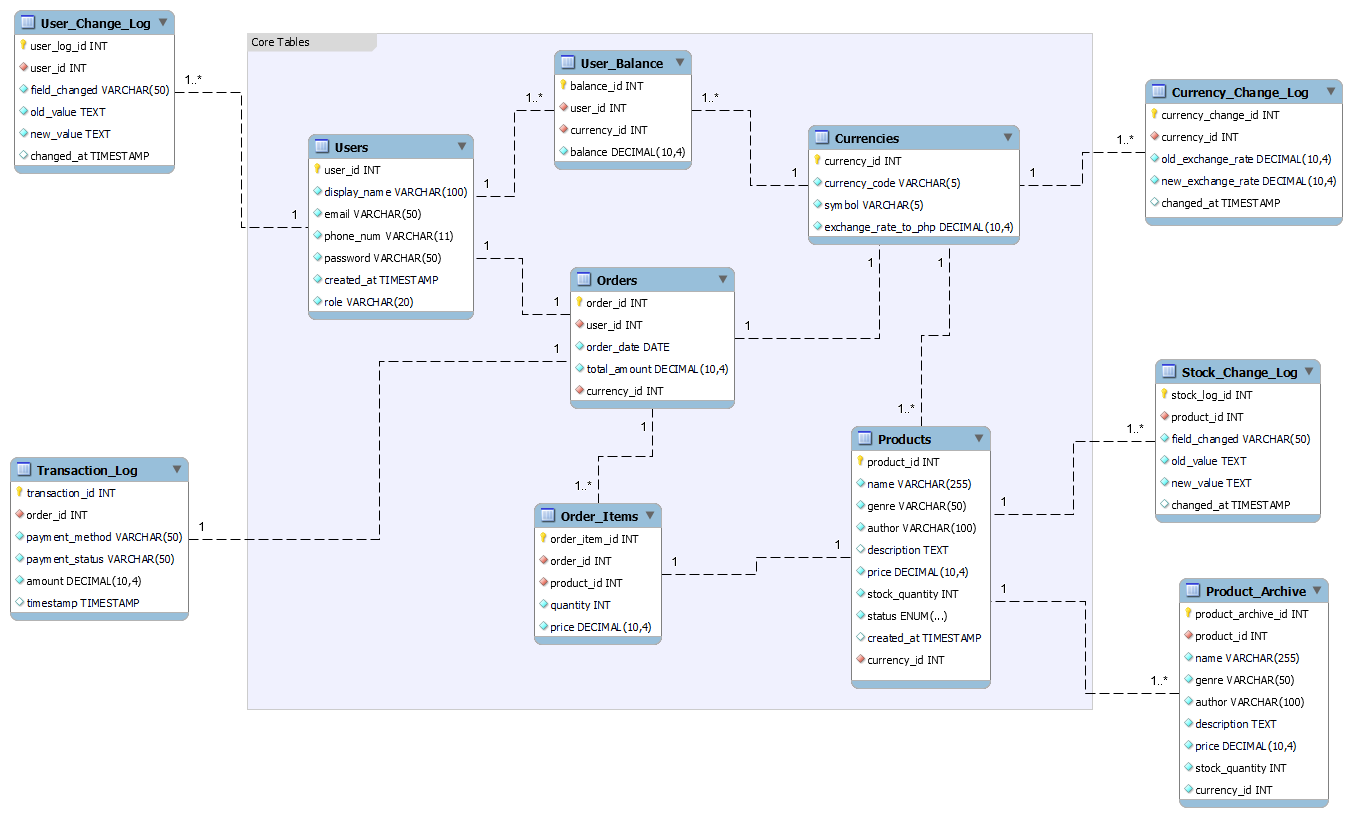 User_Change_Log
user_log_id INT
user_id INT
field_changed VARCHAR(50)
old_value TEXT
new_value TEXT
changed_at TIMESTAMP
1..*
1
Core Tables
Users
user_id INT
display_name VARCHAR(100)
email VARCHAR(50)
phone_num VARCHAR(11)
password VARCHAR(50)
created_at TIMESTAMP
role VARCHAR(20)
1
1..*
1
1
User_Balance
balance_id INT
user_id INT
currency_id INT
balance DECIMAL(10,4)
1..*
1
Currencies
currency_id INT
currency_code VARCHAR(5)
symbol VARCHAR(5)
exchange_rate_to_php DECIMAL(10,4)
1
1..*
1
1
Currency_Change_Log
currency_change_id INT
currency_id INT
old_exchange_rate DECIMAL(10,4)
new_exchange_rate DECIMAL(10,4)
changed_at TIMESTAMP
Orders
order_id INT
user_id INT
order_date DATE
total_amount DECIMAL(10,4)
currency_id INT
1
1
1
1..*
Transaction_Log
transaction_id INT
order_id INT
payment_method VARCHAR(50)
payment_status VARCHAR(50)
amount DECIMAL(10,4)
timestamp TIMESTAMP
1
Order_Items
order_item_id INT
order_id INT
product_id INT
quantity INT
price DECIMAL(10,4)
1
1
1..*
Products
product_id INT
name VARCHAR(255)
genre VARCHAR(50)
author VARCHAR(100)
description TEXT
price DECIMAL(10,4)
stock_quantity INT
status ENUM(...)
created_at TIMESTAMP
currency_id INT
1
1..*
1
1..*
Stock_Change_Log
stock_log_id INT
product_id INT
field_changed VARCHAR(50)
old_value TEXT
new_value TEXT
changed_at TIMESTAMP
Product_Archive
product_archive_id INT
product_id INT
name VARCHAR(255)
genre VARCHAR(50)
author VARCHAR(100)
description TEXT
price DECIMAL(10,4)
stock_quantity INT
currency_id INT